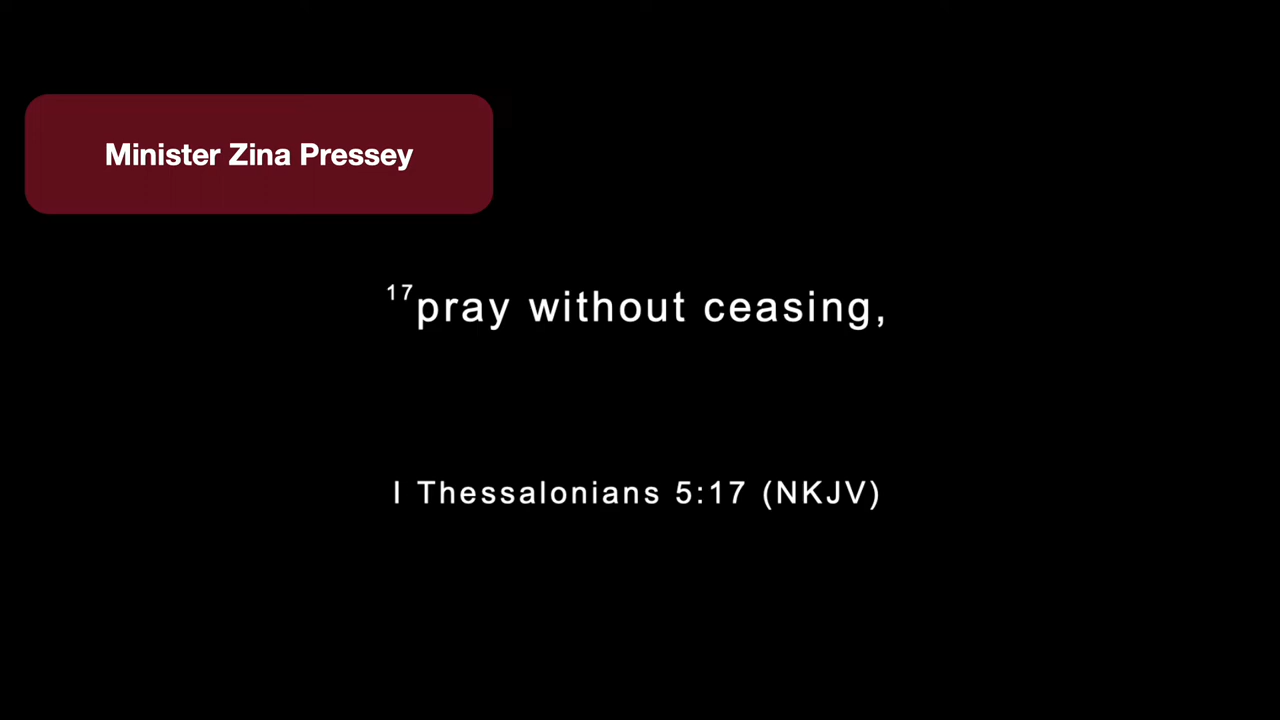 Minister Zina Pressey
17pray without ceasing,
I Thessalonians 5:17 (NKJV)